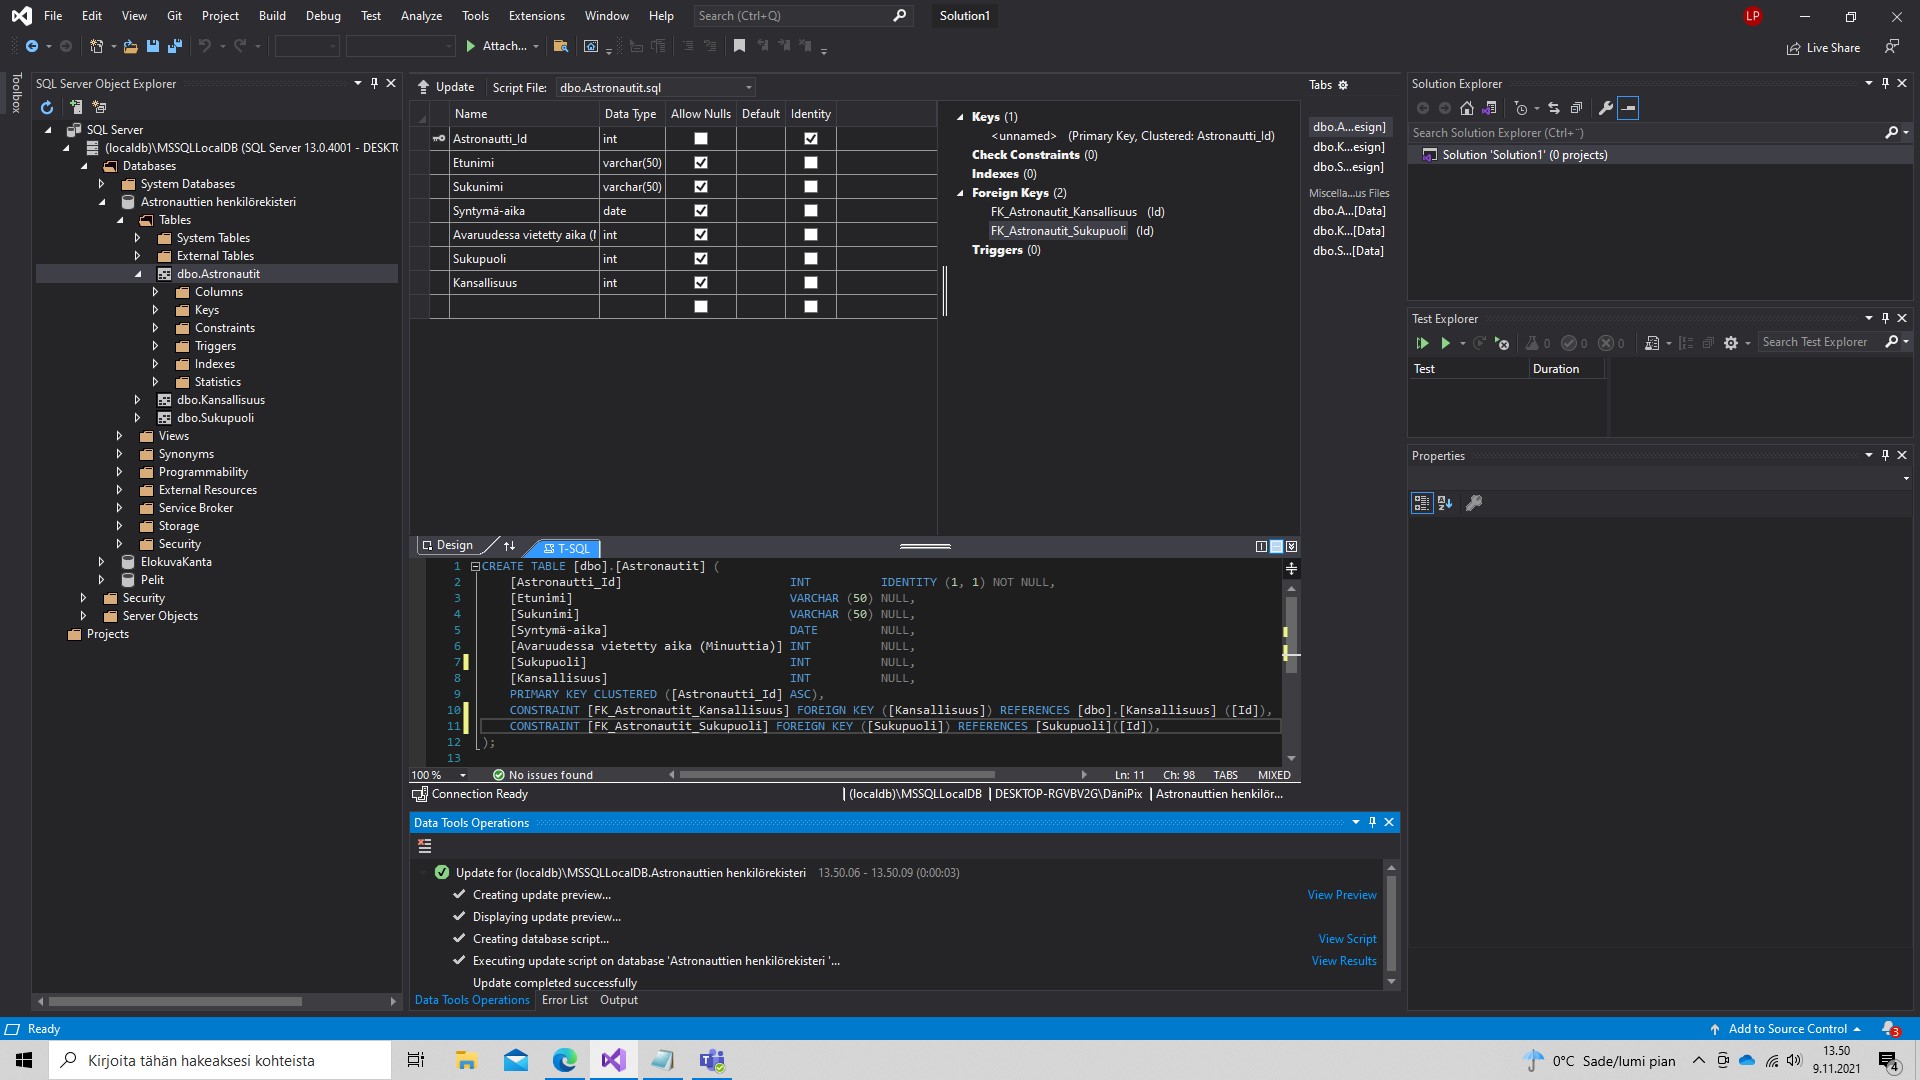 File Edit View Git Project Build Debug Test Analyze Tools Extensions Window Help Search (Ctrl+Q) Solution1 LP
Attach... Live Share
Toolbox
SQL Server Object Explorer
SQL Server
(localdb)\MSSQLLocalDB (SQL Server 13.0.4001 - DESKT
Databases
System Databases
Astronauttien henkilörekisteri
Tables
System Tables
External Tables
dbo.Astronautit
Columns
Keys
Constraints
Triggers
Indexes
Statistics
dbo.Kansallisuus
dbo.Sukupuoli
Views
Synonyms
Programmability
External Resources
Service Broker
Storage
Security
ElokuvaKanta
Pelit
Security
Server Objects
Projects
Update Script File: dbo.Astronautit.sql
Name Data Type Allow Nulls Default Identity
Astronautti_Id int
Etunimi varchar(50)
Sukunimi varchar(50)
Syntymä-aika date
Avaruudessa vietetty aika (M int
Sukupuoli int
Kansallisuus int
Keys (1)
<unnamed> (Primary Key, Clustered: Astronautti_Id)
Check Constraints (0)
Indexes (0)
Foreign Keys (2)
FK_Astronautit_Kansallisuus (Id)
FK_Astronautit_Sukupuoli (Id)
Triggers (0)
Design T-SQL
1 CREATE TABLE [dbo].[Astronautit] (
2 [Astronautti_Id] INT IDENTITY (1, 1) NOT NULL,
3 [Etunimi] VARCHAR (50) NULL,
4 [Sukunimi] VARCHAR (50) NULL,
5 [Syntymä-aika] DATE NULL,
6 [Avaruudessa vietetty aika (Minuuttia)] INT NULL,
7 [Sukupuoli] INT NULL,
8 [Kansallisuus] INT NULL,
9 PRIMARY KEY CLUSTERED ([Astronautti_Id] ASC),
10 CONSTRAINT [FK_Astronautit_Kansallisuus] FOREIGN KEY ([Kansallisuus]) REFERENCES [dbo].[Kansallisuus] ([Id]),
11 CONSTRAINT [FK_Astronautit_Sukupuoli] FOREIGN KEY ([Sukupuoli]) REFERENCES [Sukupuoli]([Id]),
12 );
13
100 % No issues found Ln: 11 Ch: 98 TABS MIXED
Connection Ready (localdb)\MSSQLLocalDB DESKTOP-RGVBV2G\DäniPix Astronauttien henkilör...
Data Tools Operations
Update for (localdb)\MSSQLLocalDB.Astronauttien henkilörekisteri 13.50.06 - 13.50.09 (0:00:03)
Creating update preview... View Preview
Displaying update preview...
Creating database script... View Script
Executing update script on database 'Astronauttien henkilörekisteri '... View Results
Update completed successfully
Data Tools Operations Error List Output
Tabs
dbo.A...esign]
dbo.K...esign]
dbo.S...esign]
Miscella...us Files
dbo.A...[Data]
dbo.K...[Data]
dbo.S...[Data]
Solution Explorer
Search Solution Explorer (Ctrl+¨)
Solution 'Solution1' (0 projects)
Test Explorer
0 0 0 Search Test Explorer
Test Duration
Properties
Ready Add to Source Control 3
Kirjoita tähän hakeaksesi kohteista 0°C Sade/lumi pian 13.50
9.11.2021 4